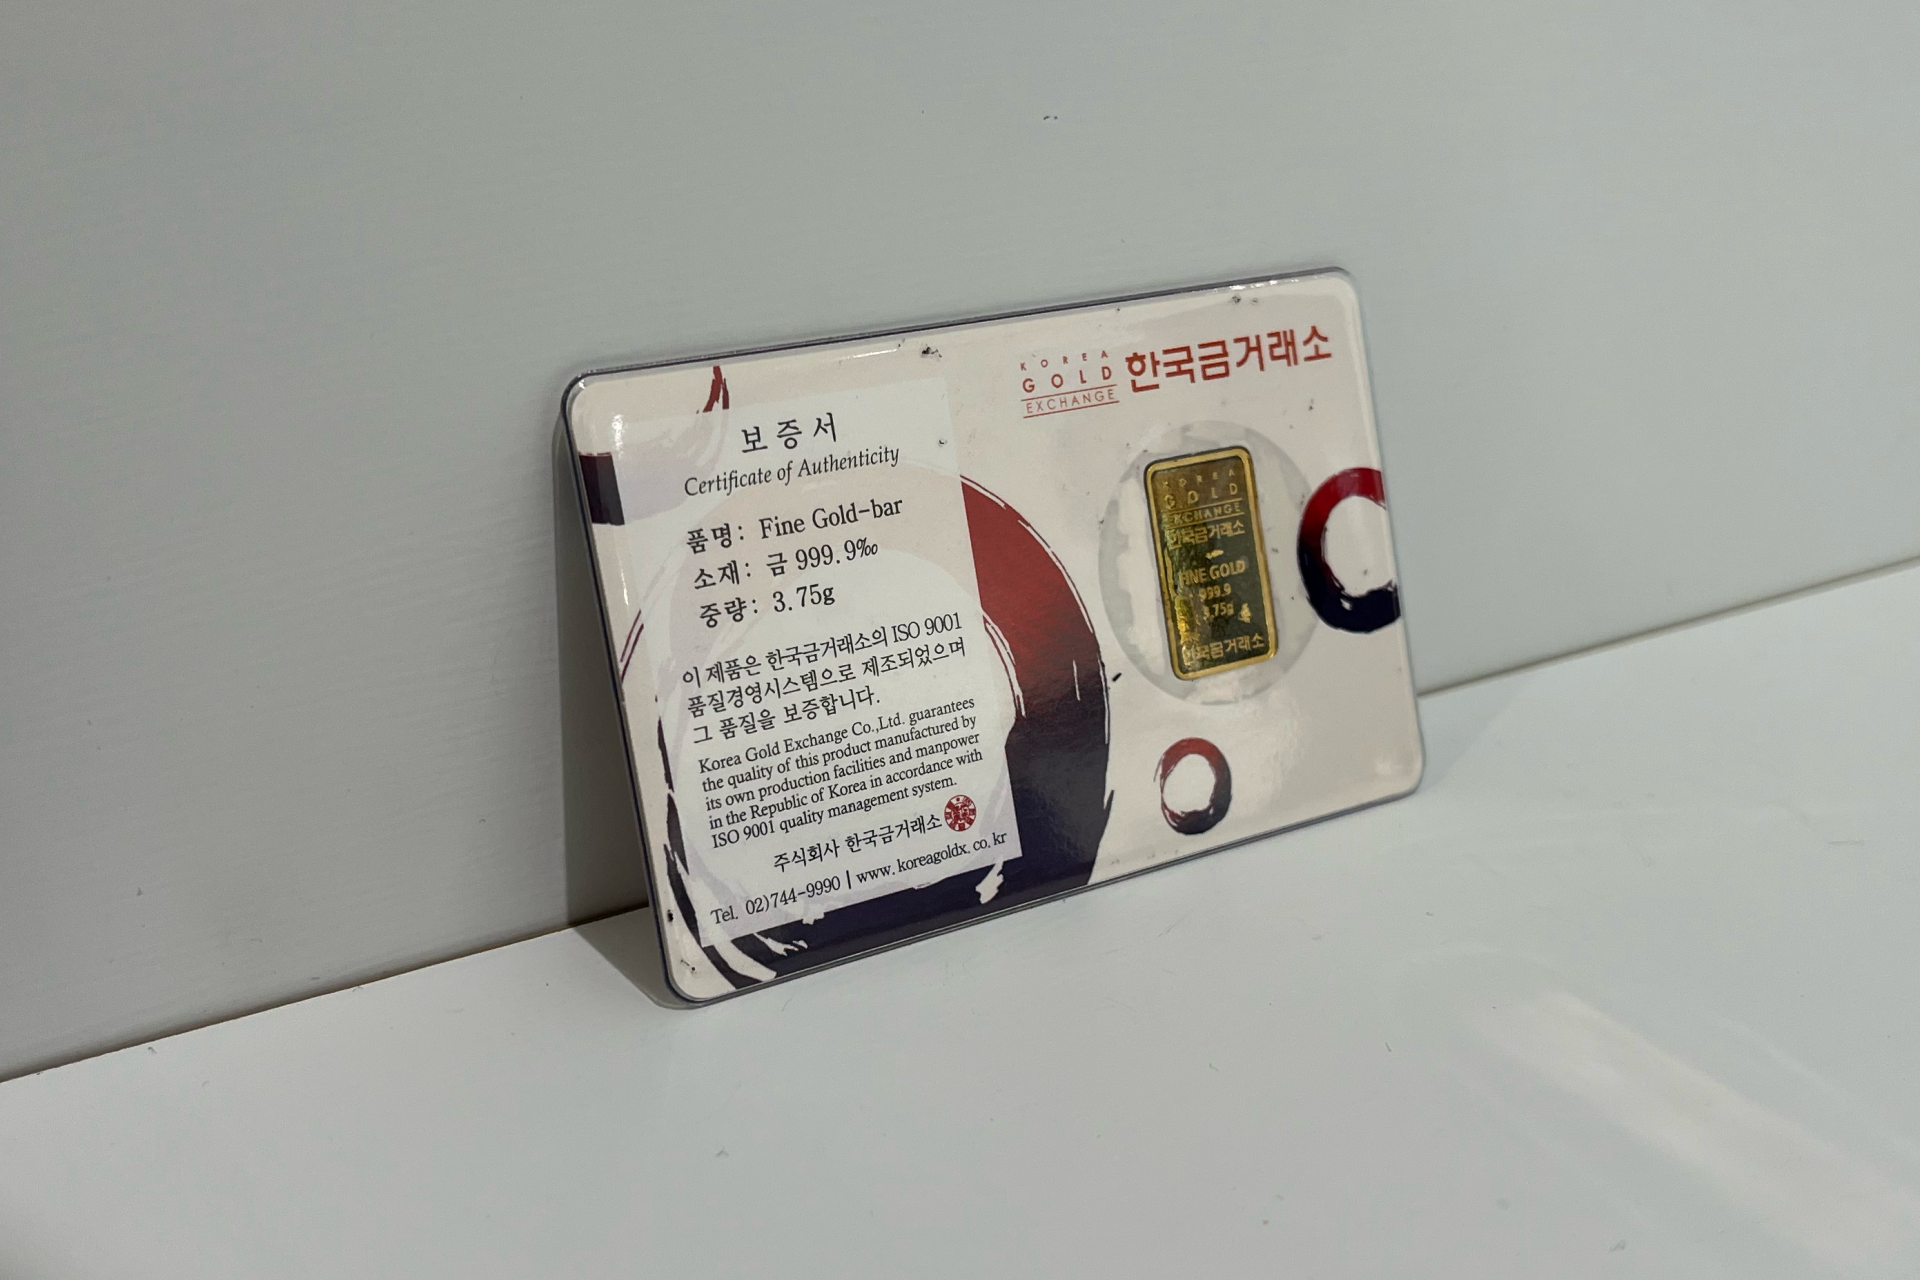 보증서
Certificate of Authenticity
품명: Fine Gold-bar
소재: 금 999.9‰
중량: 3.75g
이 제품은 한국금거래소의 ISO 9001
품질경영시스템으로 제조되었으며
그 품질을 보증합니다.
Korea Gold Exchange Co.,Ltd. guarantees
the quality of this product manufactured by
its own production facilities and manpower
in the Republic of Korea in accordance with
ISO 9001 quality management system.
주식회사 한국금거래소
Tel. 02)744-9990 | www.koreagoldx.co.kr
KOREA
GOLD
EXCHANGE
한국금거래소
KOREA
GOLD
EXCHANGE
한국금거래소
FINE GOLD
999.9
3.75g
한국금거래소